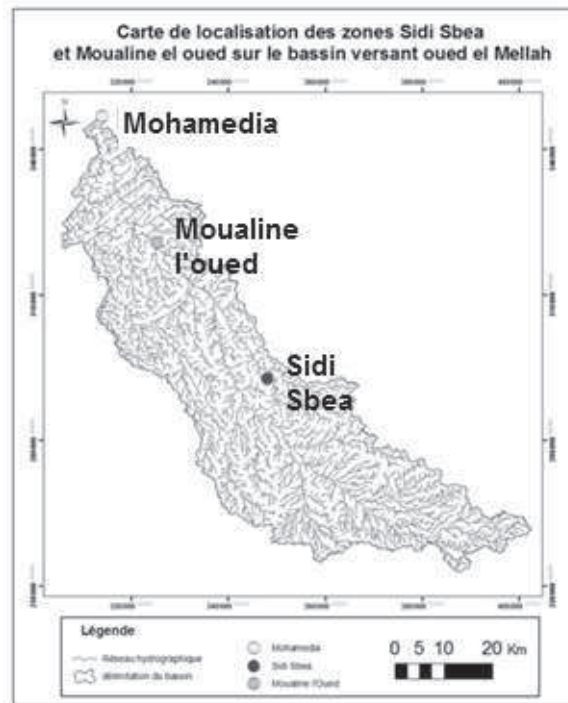 Carte de localisation des zones Sidi Sbea
et Moualine el oued sur le bassin versant oued el Mellah
Mohamedia
Moualine
l'oued
Sidi
Sbea
Légende
Réseau hydrographique
délimitation du bassin
Mohamedia
Sidi Sbea
Moualine l'Oued
0 5 10 20 Km